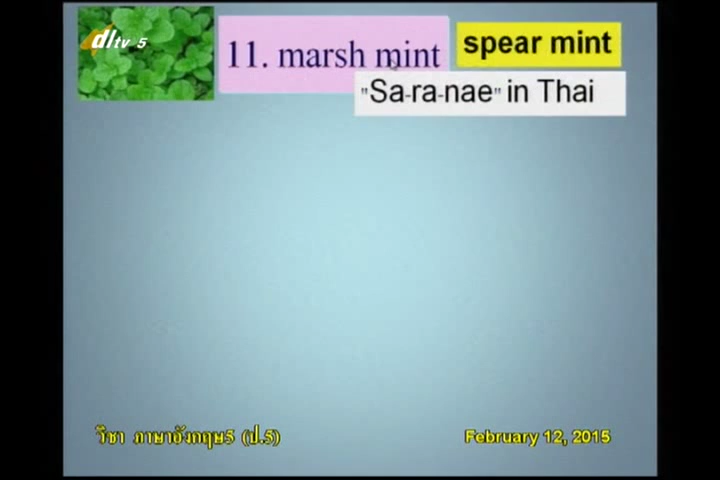 dltv 5
11. marsh mint
spear mint
"Sa-ra-nae" in Thai
วิชา ภาษาอังกฤษ5 (ป.5)
February 12, 2015